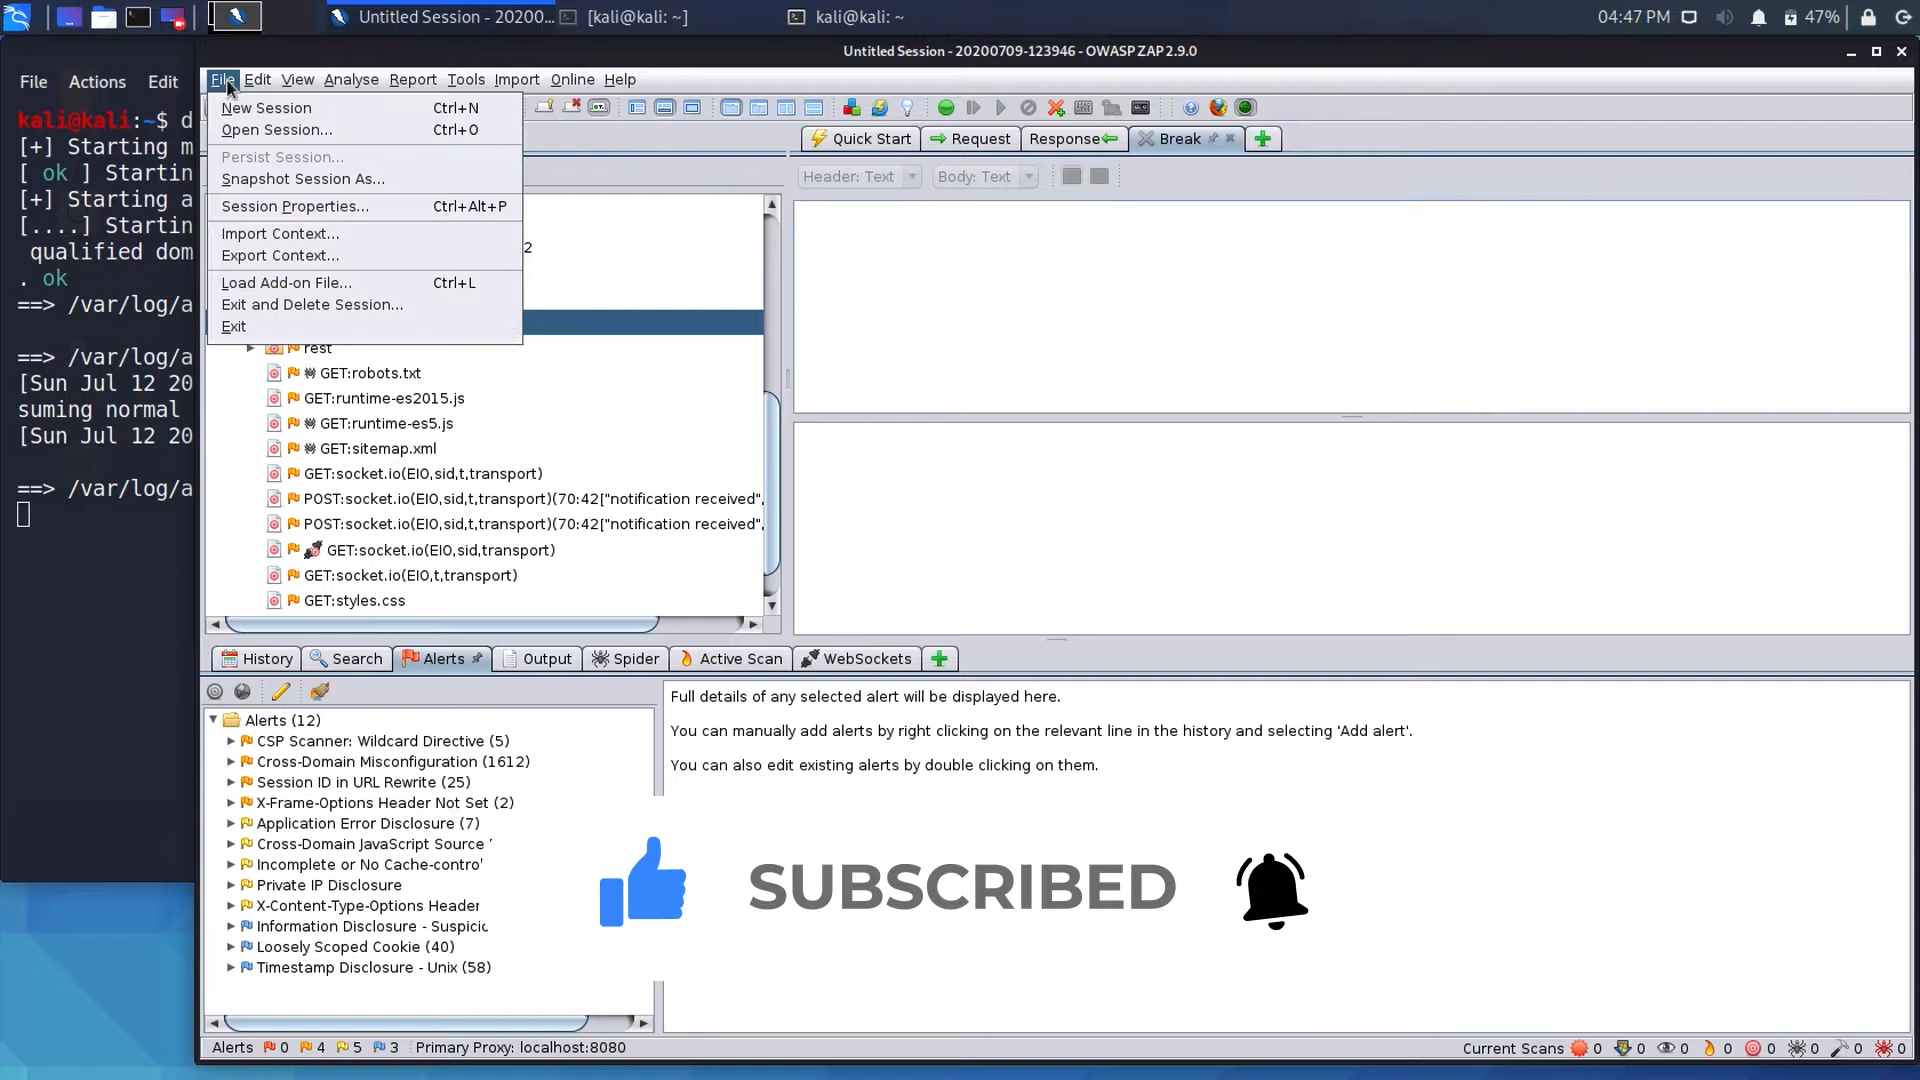 Untitled Session - 20200...
[kali@kali: ~]
kali@kali: ~
04:47 PM
47%
Untitled Session - 20200709-123946 - OWASP ZAP 2.9.0
File Actions Edit
kali@kali:~$ d
[+] Starting m
[ ok ] Startin
[+] Starting a
[....] Startin
qualified dom
. ok
==> /var/log/a
==> /var/log/a
[Sun Jul 12 20
suming normal
[Sun Jul 12 20
==> /var/log/a
File Edit View Analyse Report Tools Import Online Help
New Session Ctrl+N
Open Session... Ctrl+O
Persist Session...
Snapshot Session As...
Session Properties... Ctrl+Alt+P
Import Context...
Export Context...
Load Add-on File... Ctrl+L
Exit and Delete Session...
Exit
2
rest
GET:robots.txt
GET:runtime-es2015.js
GET:runtime-es5.js
GET:sitemap.xml
GET:socket.io(EIO,sid,t,transport)
POST:socket.io(EIO,sid,t,transport)(70:42["notification received",
POST:socket.io(EIO,sid,t,transport)(70:42["notification received",
GET:socket.io(EIO,sid,transport)
GET:socket.io(EIO,t,transport)
GET:styles.css
Quick Start Request Response Break
Header: Text Body: Text
History Search Alerts Output Spider Active Scan WebSockets
Alerts (12)
CSP Scanner: Wildcard Directive (5)
Cross-Domain Misconfiguration (1612)
Session ID in URL Rewrite (25)
X-Frame-Options Header Not Set (2)
Application Error Disclosure (7)
Cross-Domain JavaScript Source
Incomplete or No Cache-contro
Private IP Disclosure
X-Content-Type-Options Header
Information Disclosure - Suspic
Loosely Scoped Cookie (40)
Timestamp Disclosure - Unix (58)
Full details of any selected alert will be displayed here.
You can manually add alerts by right clicking on the relevant line in the history and selecting 'Add alert'.
You can also edit existing alerts by double clicking on them.
SUBSCRIBED
Alerts 0 4 5 3 Primary Proxy: localhost:8080
Current Scans 0 0 0 0 0 0 0 0